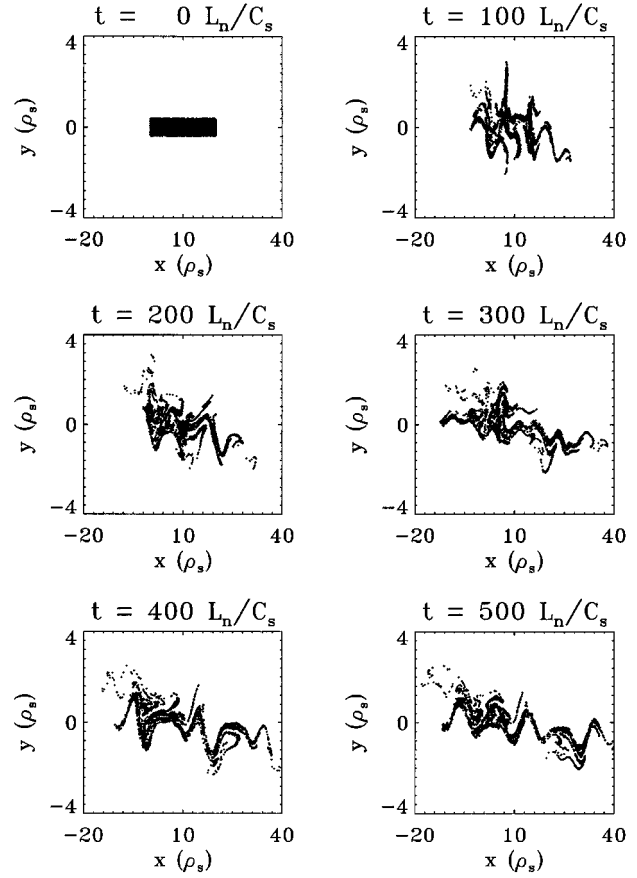 t = 0 L_n/C_s
4
0
-4
y (ρ_s)
-20 10 40
x (ρ_s)
t = 100 L_n/C_s
4
0
-4
y (ρ_s)
-20 10 40
x (ρ_s)
t = 200 L_n/C_s
4
0
-4
y (ρ_s)
-20 10 40
x (ρ_s)
t = 300 L_n/C_s
4
0
-4
y (ρ_s)
-20 10 40
x (ρ_s)
t = 400 L_n/C_s
4
0
-4
y (ρ_s)
-20 10 40
x (ρ_s)
t = 500 L_n/C_s
4
0
-4
y (ρ_s)
-20 10 40
x (ρ_s)